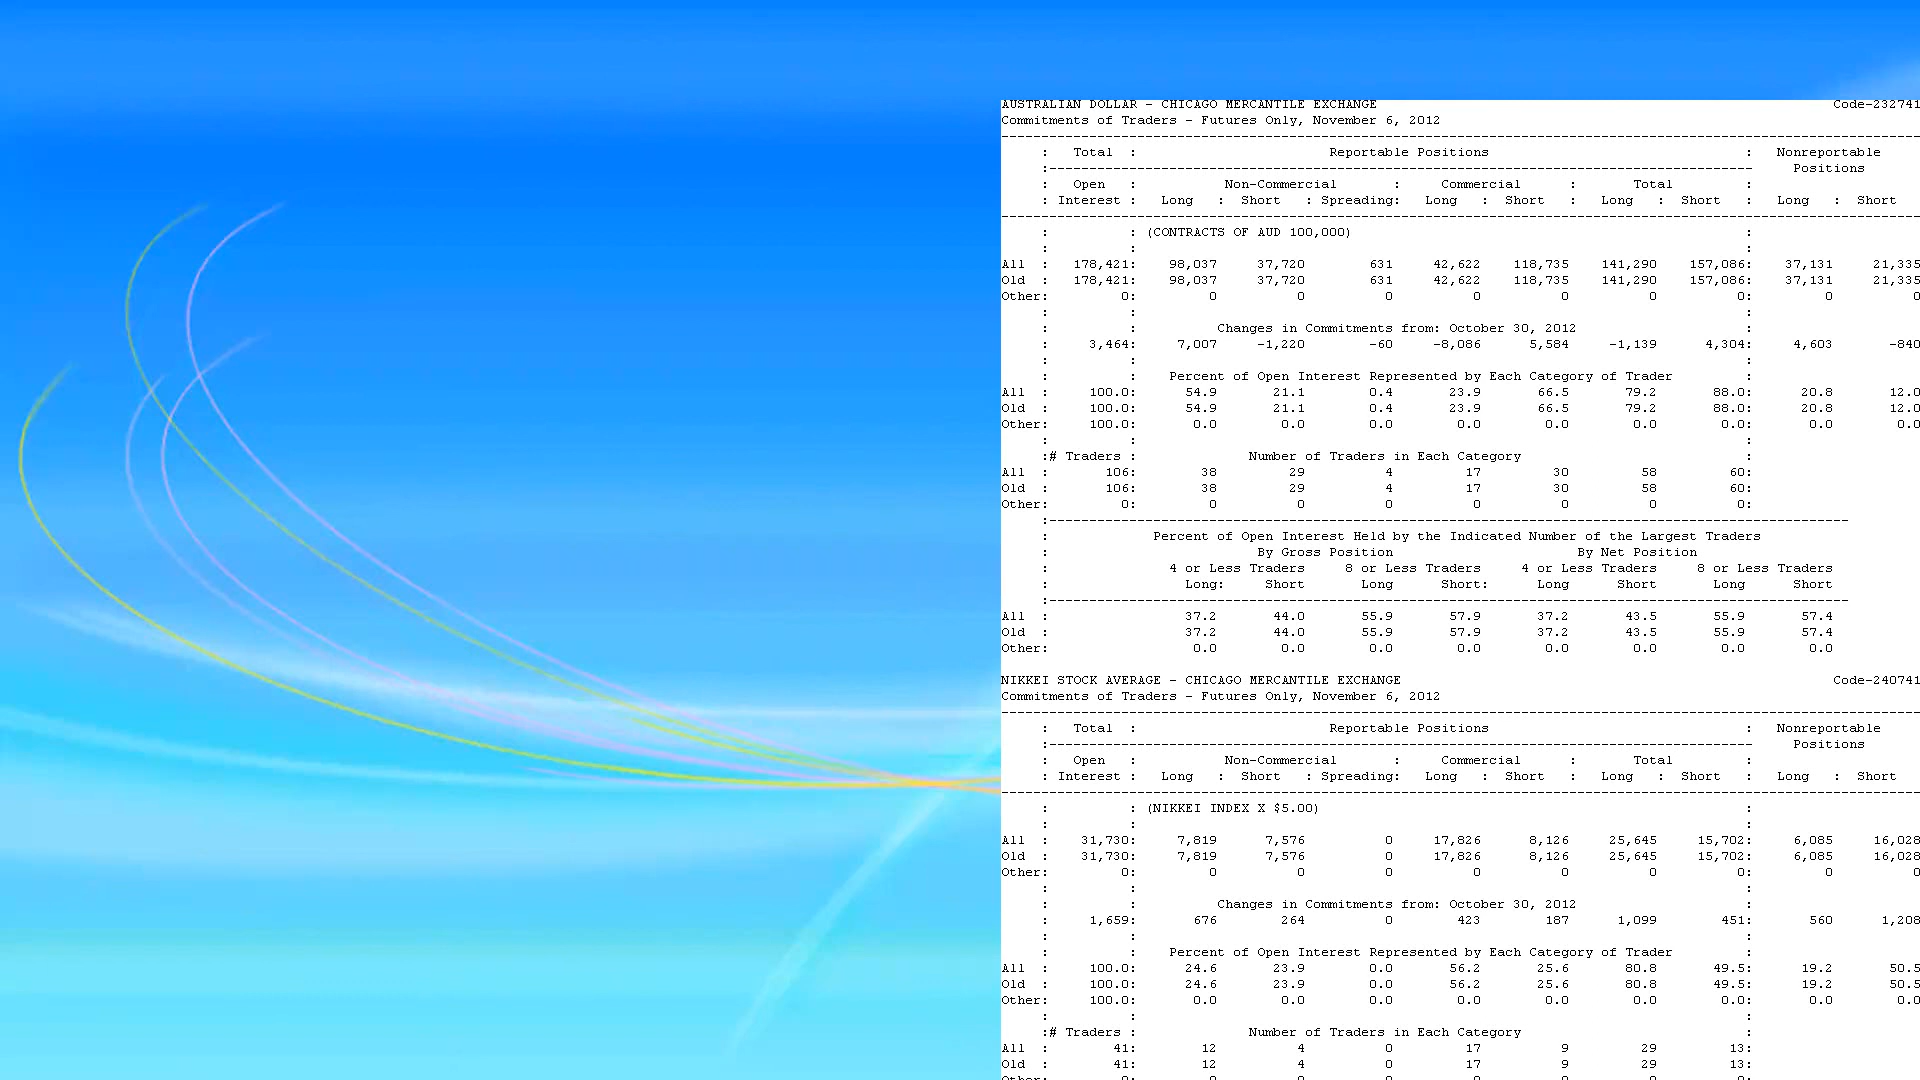 AUSTRALIAN DOLLAR - CHICAGO MERCANTILE EXCHANGE Code-232741
Commitments of Traders - Futures Only, November 6, 2012
-----------------------------------------------------------------------------------------------------------------------
: Total : Reportable Positions : Nonreportable
:---------------------------------------------------------------------------------------- Positions
: Open : Non-Commercial : Commercial : Total :
: Interest : Long : Short : Spreading: Long : Short : Long : Short : Long : Short
-----------------------------------------------------------------------------------------------------------------------
: : (CONTRACTS OF AUD 100,000) :
: : :
All : 178,421: 98,037 37,720 631 42,622 118,735 141,290 157,086: 37,131 21,335
Old : 178,421: 98,037 37,720 631 42,622 118,735 141,290 157,086: 37,131 21,335
Other: 0: 0 0 0 0 0 0 0: 0 0
: : :
: : Changes in Commitments from: October 30, 2012 :
: 3,464: 7,007 -1,220 -60 -8,086 5,584 -1,139 4,304: 4,603 -840
: : :
: : Percent of Open Interest Represented by Each Category of Trader :
All : 100.0: 54.9 21.1 0.4 23.9 66.5 79.2 88.0: 20.8 12.0
Old : 100.0: 54.9 21.1 0.4 23.9 66.5 79.2 88.0: 20.8 12.0
Other: 100.0: 0.0 0.0 0.0 0.0 0.0 0.0 0.0: 0.0 0.0
: : :
:# Traders : Number of Traders in Each Category :
All : 106: 38 29 4 17 30 58 60:
Old : 106: 38 29 4 17 30 58 60:
Other: 0: 0 0 0 0 0 0 0:
:----------------------------------------------------------------------------------------------------
: Percent of Open Interest Held by the Indicated Number of the Largest Traders
: By Gross Position By Net Position
: 4 or Less Traders 8 or Less Traders 4 or Less Traders 8 or Less Traders
: Long: Short Long Short: Long Short Long Short
:----------------------------------------------------------------------------------------------------
All : 37.2 44.0 55.9 57.9 37.2 43.5 55.9 57.4
Old : 37.2 44.0 55.9 57.9 37.2 43.5 55.9 57.4
Other: 0.0 0.0 0.0 0.0 0.0 0.0 0.0 0.0
NIKKEI STOCK AVERAGE - CHICAGO MERCANTILE EXCHANGE Code-240741
Commitments of Traders - Futures Only, November 6, 2012
-----------------------------------------------------------------------------------------------------------------------
: Total : Reportable Positions : Nonreportable
:---------------------------------------------------------------------------------------- Positions
: Open : Non-Commercial : Commercial : Total :
: Interest : Long : Short : Spreading: Long : Short : Long : Short : Long : Short
-----------------------------------------------------------------------------------------------------------------------
: : (NIKKEI INDEX X $5.00) :
: : :
All : 31,730: 7,819 7,576 0 17,826 8,126 25,645 15,702: 6,085 16,028
Old : 31,730: 7,819 7,576 0 17,826 8,126 25,645 15,702: 6,085 16,028
Other: 0: 0 0 0 0 0 0 0: 0 0
: : :
: : Changes in Commitments from: October 30, 2012 :
: 1,659: 676 264 0 423 187 1,099 451: 560 1,208
: : :
: : Percent of Open Interest Represented by Each Category of Trader :
All : 100.0: 24.6 23.9 0.0 56.2 25.6 80.8 49.5: 19.2 50.5
Old : 100.0: 24.6 23.9 0.0 56.2 25.6 80.8 49.5: 19.2 50.5
Other: 100.0: 0.0 0.0 0.0 0.0 0.0 0.0 0.0: 0.0 0.0
: : :
:# Traders : Number of Traders in Each Category :
All : 41: 12 4 0 17 9 29 13:
Old : 41: 12 4 0 17 9 29 13: